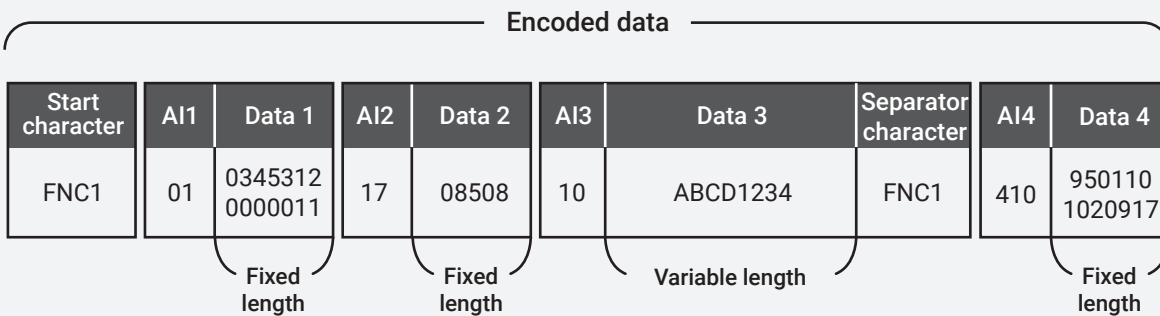 Encoded data
Start
character
AI1
Data 1
AI2
Data 2
AI3
Data 3
Separator
character
AI4
Data 4
FNC1
01
0345312
0000011
17
08508
10
ABCD1234
FNC1
410
950110
1020917
Fixed
length
Fixed
length
Variable length
Fixed
length